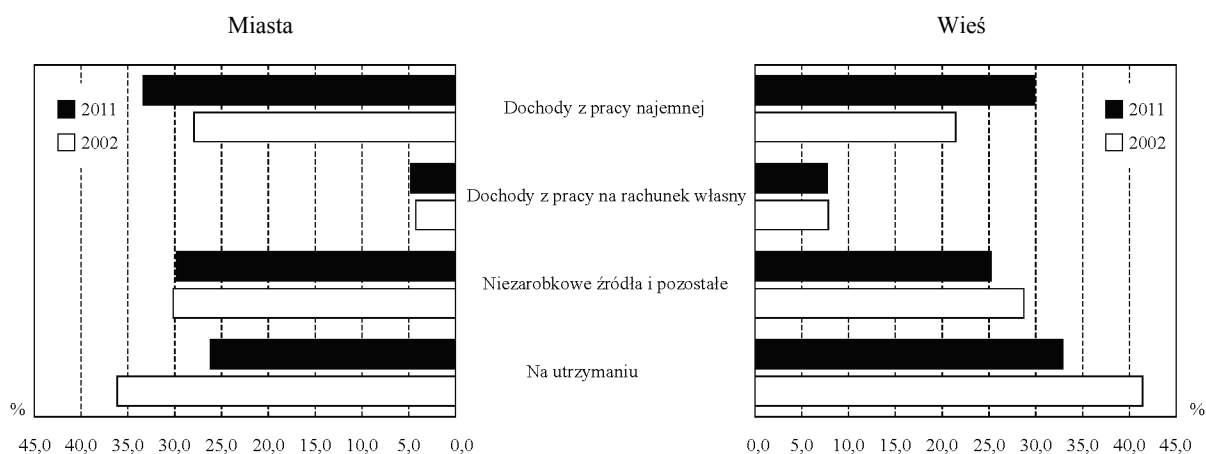 Miasta
Wieś
2011
2002
Dochody z pracy najemnej
2011
2002
Dochody z pracy na rachunek własny
Niezarobkowe źródła i pozostałe
Na utrzymaniu
%
%
45,0 40,0 35,0 30,0 25,0 20,0 15,0 10,0 5,0 0,0
0,0 5,0 10,0 15,0 20,0 25,0 30,0 35,0 40,0 45,0